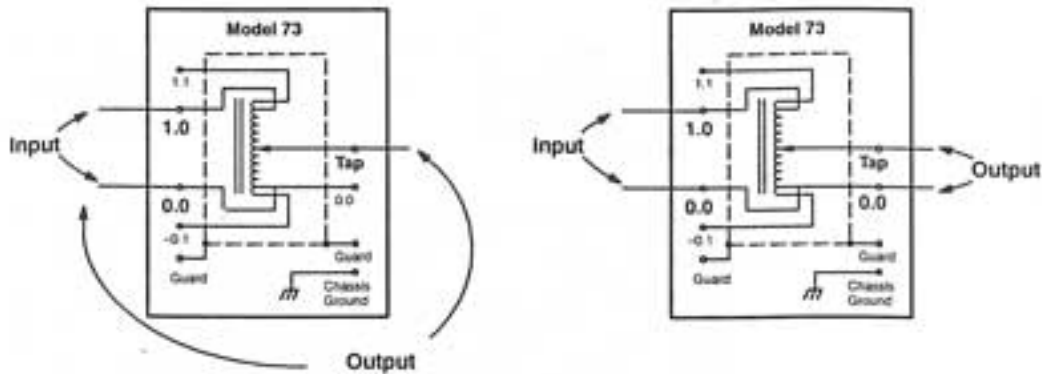 Model 73
1.1
1.0
Input
Tap
0.0
0.0
-0.1
Guard
Guard
Chassis
Ground
Output
Model 73
1.1
1.0
Input
Tap
Output
0.0
0.0
-0.1
Guard
Guard
Chassis
Ground